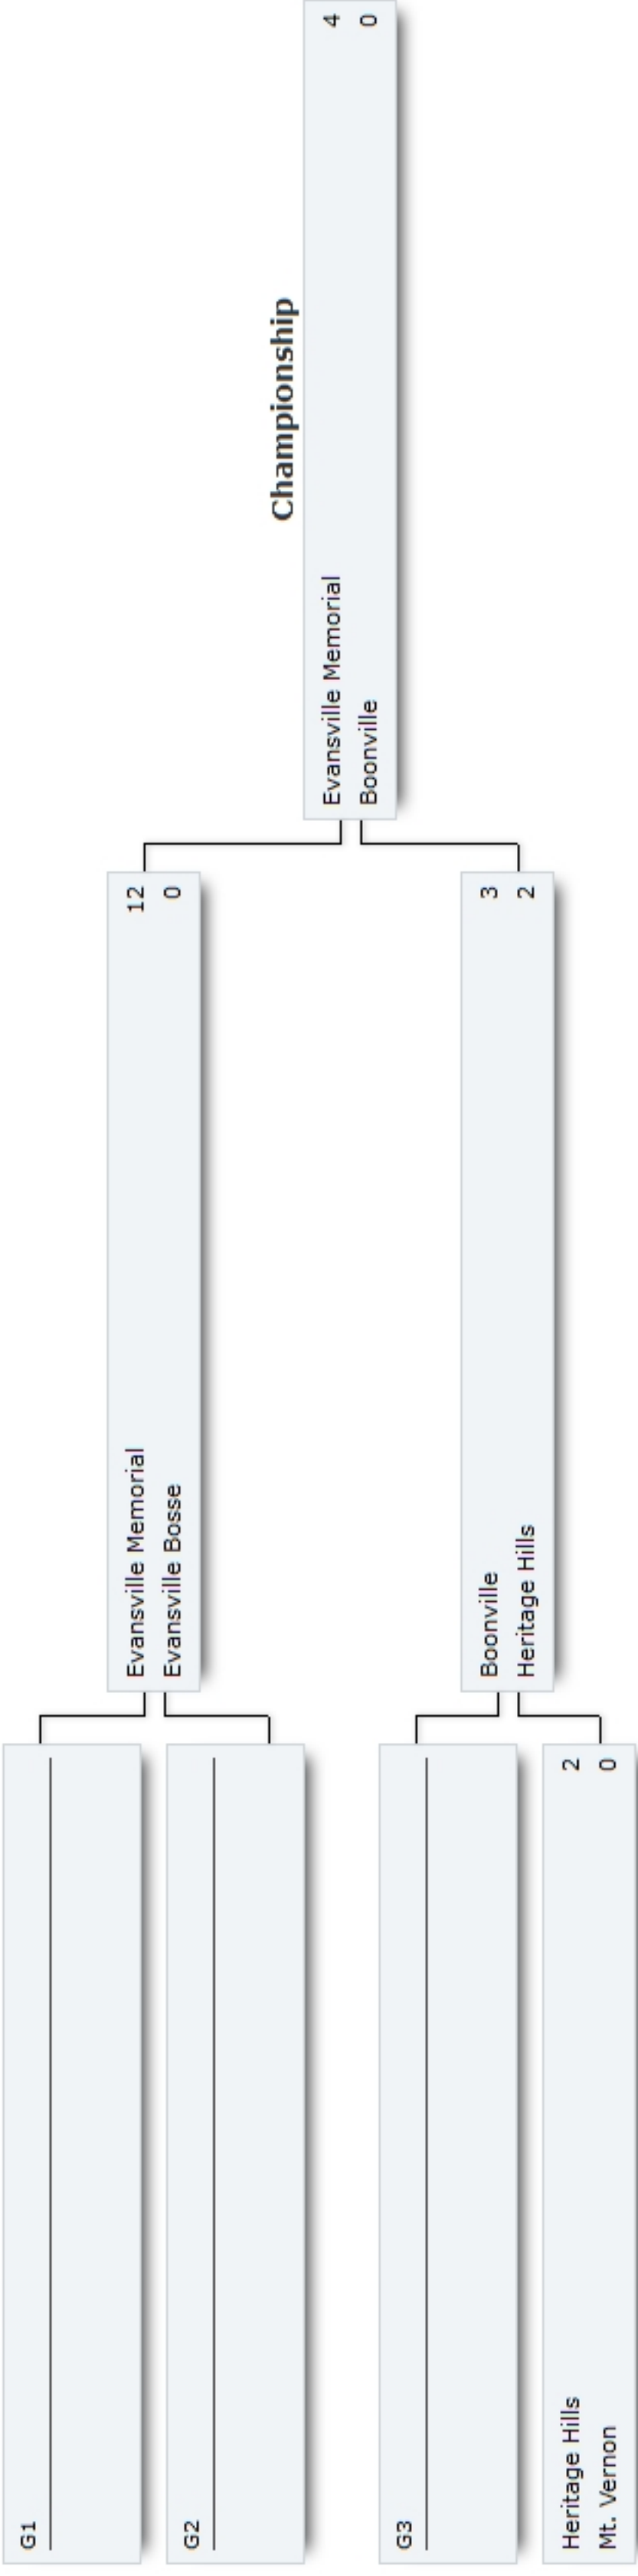 G1
G2
G3
Heritage Hills 2
Mt. Vernon 0
Evansville Memorial 12
Evansville Bosse 0
Boonville 3
Heritage Hills 2
Championship
Evansville Memorial 4
Boonville 0